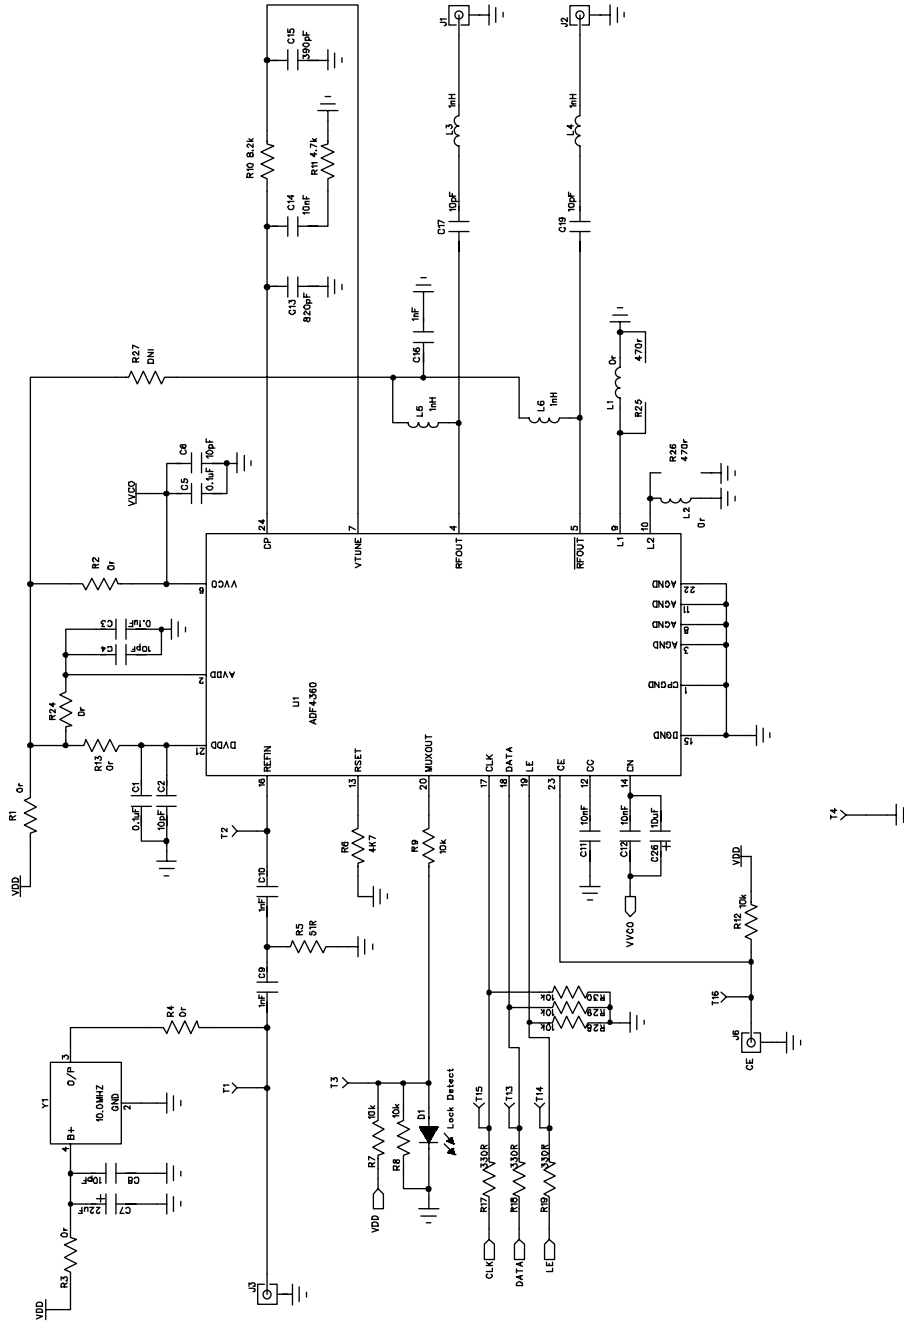 J1
J2
C15
390pF
1nH
L3
1nH
L4
R10 8.2k
R11 4.7k
C14
10nF
10pF
C17
10pF
C19
C13
820pF
1nF
C16
R27
DNI
L5
1nH
L6
1nH
0r
L1
470r
R25
R26
470r
L2
0r
VVCO
C6
10pF
C5
0.1uF
R2
0r
C3
0.1uF
C4
10pF
R24
0r
R13
0r
R1
0r
VDD
C1
0.1uF
C2
10pF
24
CP
7
VTUNE
4
RFOUT
5
RFOUT
9
L1
10
L2
VVCO
6
AVDD
2
DVDD
21
U1
ADF4360
AGND
22
AGND
11
AGND
8
AGND
3
CPGND
1
DGND
15
16
REFIN
13
RSET
20
MUXOUT
17
CLK
18
DATA
19
LE
23
CE
12
CC
14
CN
T2
C10
1nF
R5
51R
C9
1nF
R6
4K7
R9
10k
10nF
C11
10nF
C12
10uF
C26
+
VVCO
T4
VDD
R12 10k
T16
J6
CE
10k
R30
10k
R29
10k
R28
R4
0r
3
O/P
Y1
10.0MHZ
GND
2
B+
4
10pF
C8
22uF
+
C7
0r
R3
VDD
T1
J3
T3
10k
R7
10k
R8
D1
Lock Detect
VDD
T15
330R
R17
T13
330R
R18
T14
330R
R19
CLK
DATA
LE